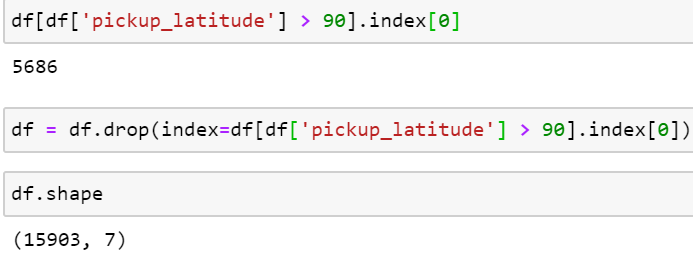 df[df['pickup_latitude'] > 90].index[0]
5686
df = df.drop(index=df[df['pickup_latitude'] > 90].index[0])
df.shape
(15903, 7)